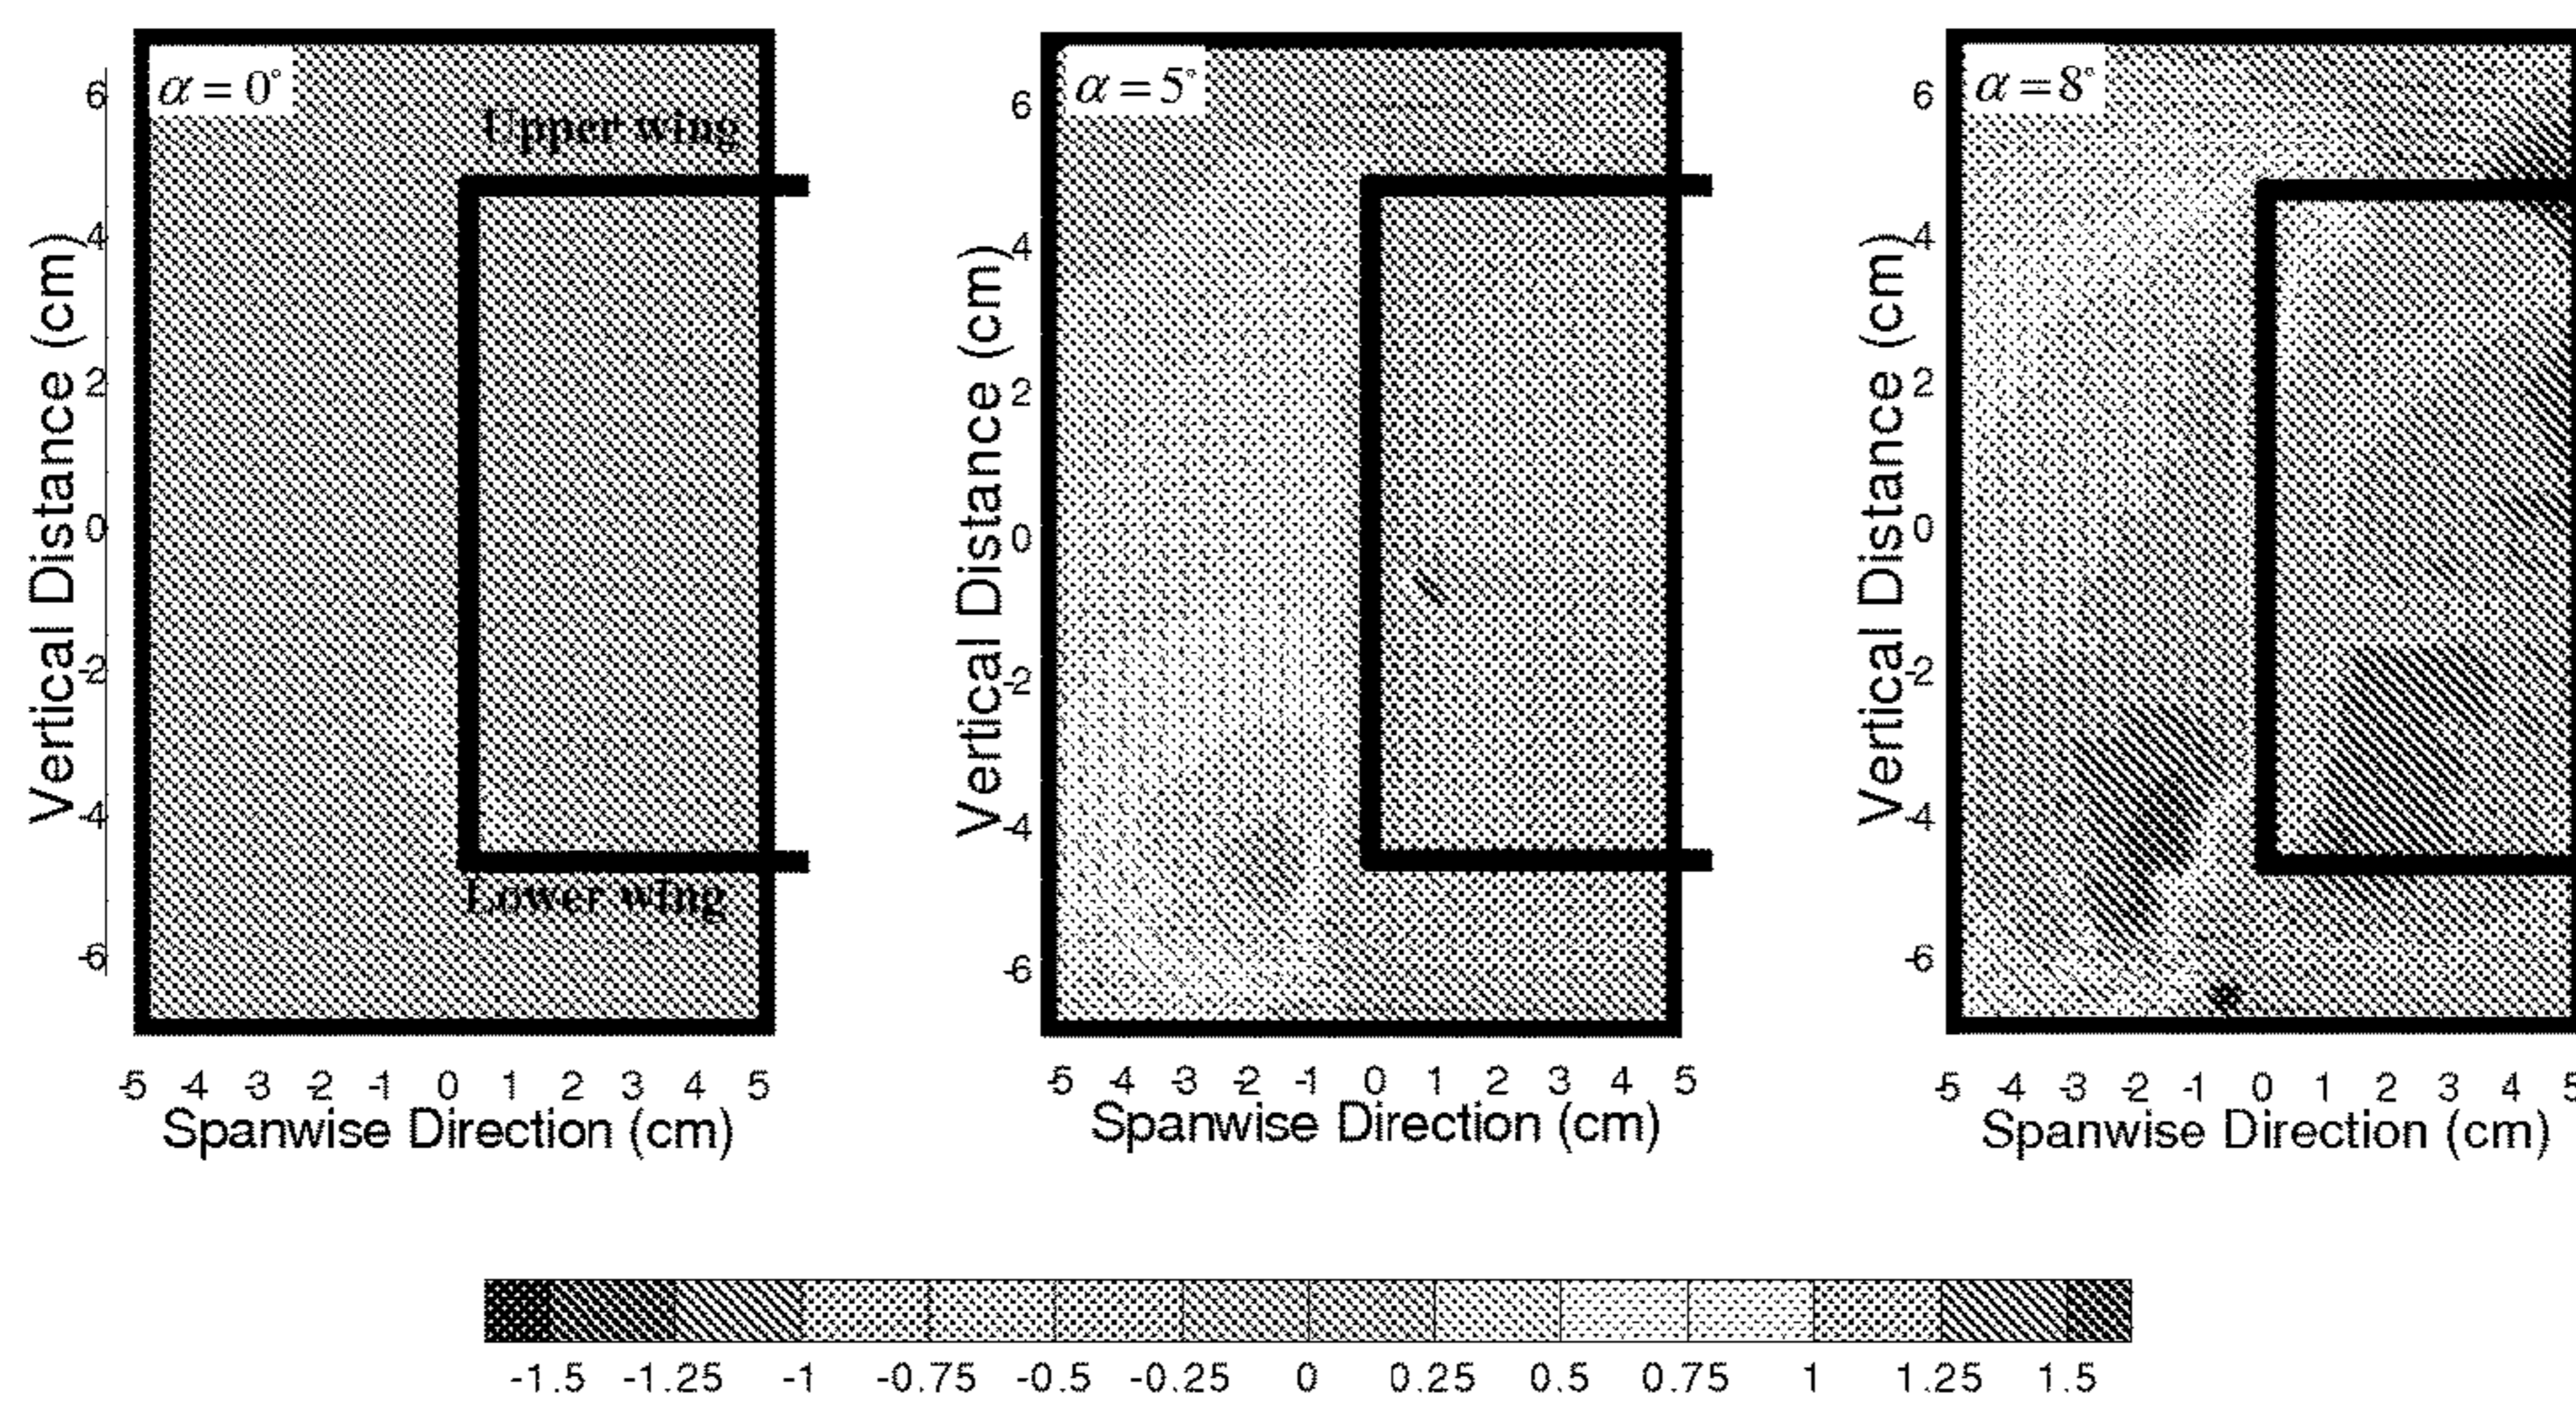 α = 0°
Upper wing
Lower wing
6
4
2
0
-2
-4
-6
Vertical Distance (cm)
-5 -4 -3 -2 -1 0 1 2 3 4 5
Spanwise Direction (cm)
α = 5°
6
4
2
0
-2
-4
-6
Vertical Distance (cm)
-5 -4 -3 -2 -1 0 1 2 3 4 5
Spanwise Direction (cm)
α = 8°
6
4
2
0
-2
-4
-6
Vertical Distance (cm)
-5 -4 -3 -2 -1 0 1 2 3 4 5
Spanwise Direction (cm)
-1.5 -1.25 -1 -0.75 -0.5 -0.25 0 0.25 0.5 0.75 1 1.25 1.5